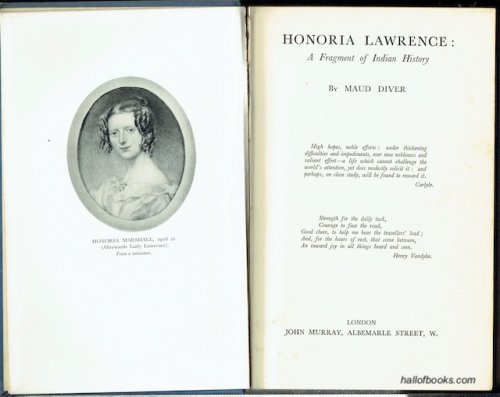 HONORIA MARSHALL, aged 21
(Afterwards Lady Lawrence).
From a miniature.
HONORIA LAWRENCE:
A Fragment of Indian History
By MAUD DIVER
High hopes, noble efforts: under thickening
difficulties and impediments, ever new nobleness and
valiant effort—a life which cannot challenge the
world's attention, yet does modestly solicit it: and
perhaps, on close study, will be found to reward it.
Carlyle.
Strength for the daily task,
Courage to face the road,
Good cheer, to help me bear the travellers' load;
And, for the hours of rest, that come between,
An inward joy in all things heard and seen.
Henry Vandyke.
LONDON
JOHN MURRAY, ALBEMARLE STREET, W.
hallofbooks.com